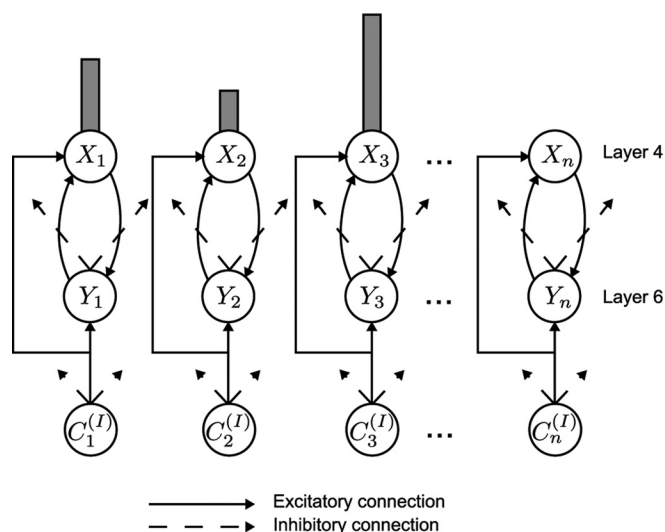 X₁ X₂ X₃ ... Xₙ Layer 4
Y₁ Y₂ Y₃ ... Yₙ Layer 6
C₁⁽ᴵ⁾ C₂⁽ᴵ⁾ C₃⁽ᴵ⁾ ... Cₙ⁽ᴵ⁾
Excitatory connection
Inhibitory connection